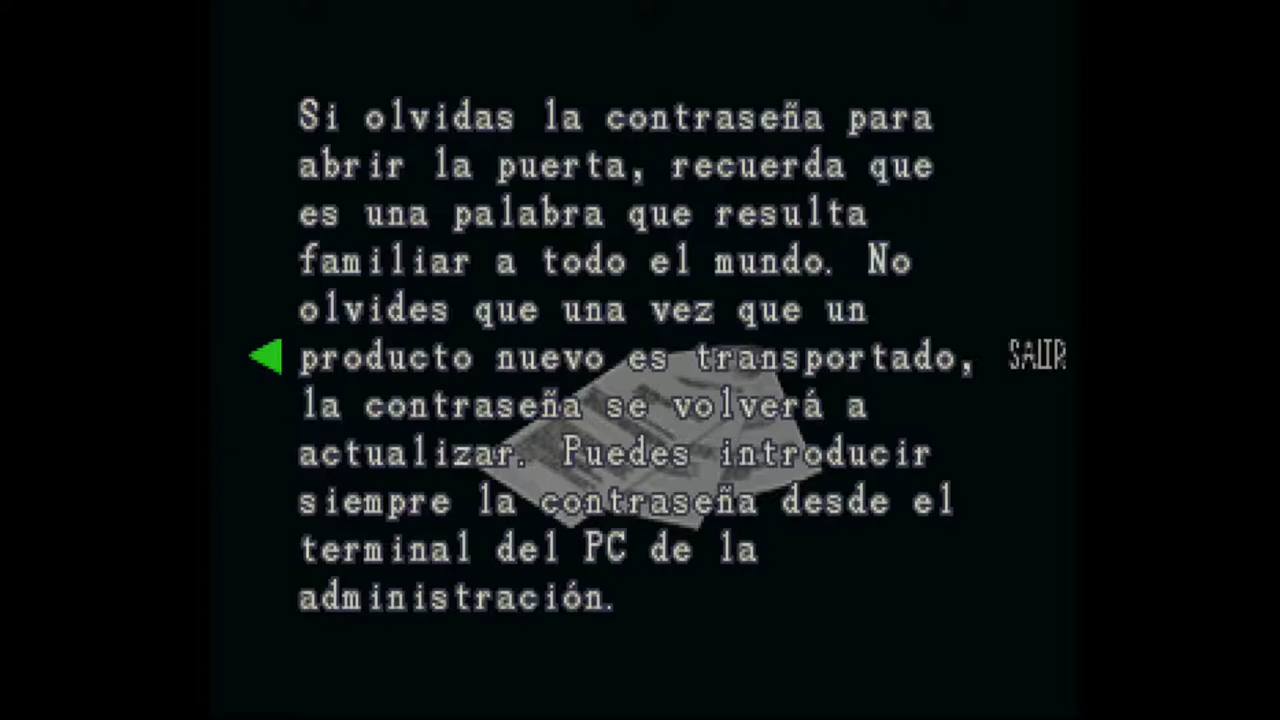 Si olvidas la contraseña para
abrir la puerta, recuerda que
es una palabra que resulta
familiar a todo el mundo. No
olvides que una vez que un
producto nuevo es transportado,
SALIR
la contraseña se volverá a
actualizar. Puedes introducir
siempre la contraseña desde el
terminal del PC de la
administración.